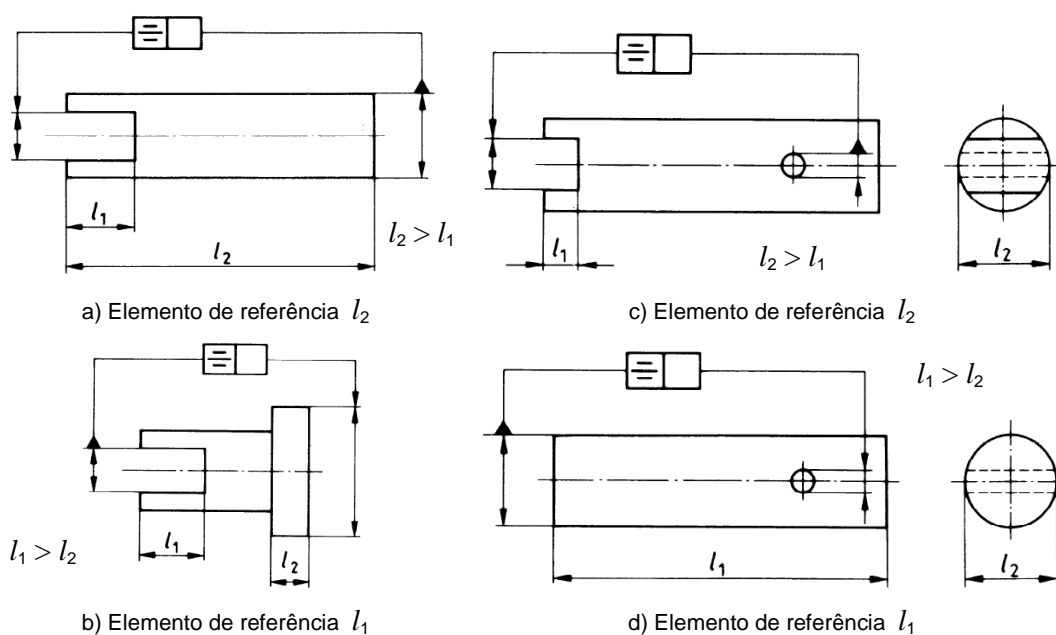 l₁
l₂
l₂ > l₁
a) Elemento de referência l₂
l₁
l₂ > l₁
l₂
c) Elemento de referência l₂
l₁ > l₂
l₁
l₂
b) Elemento de referência l₁
l₁ > l₂
l₁
l₂
d) Elemento de referência l₁